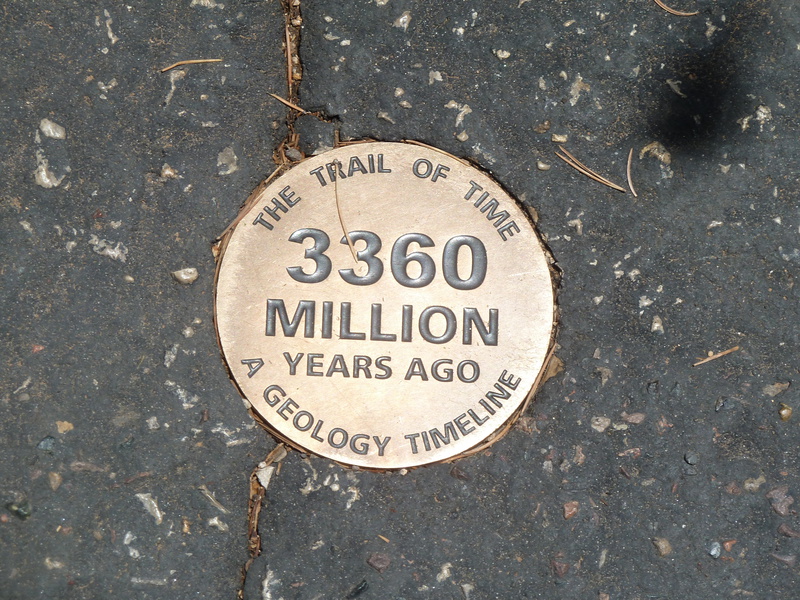 THE TRAIL OF TIME
3360
MILLION
YEARS AGO
A GEOLOGY TIMELINE